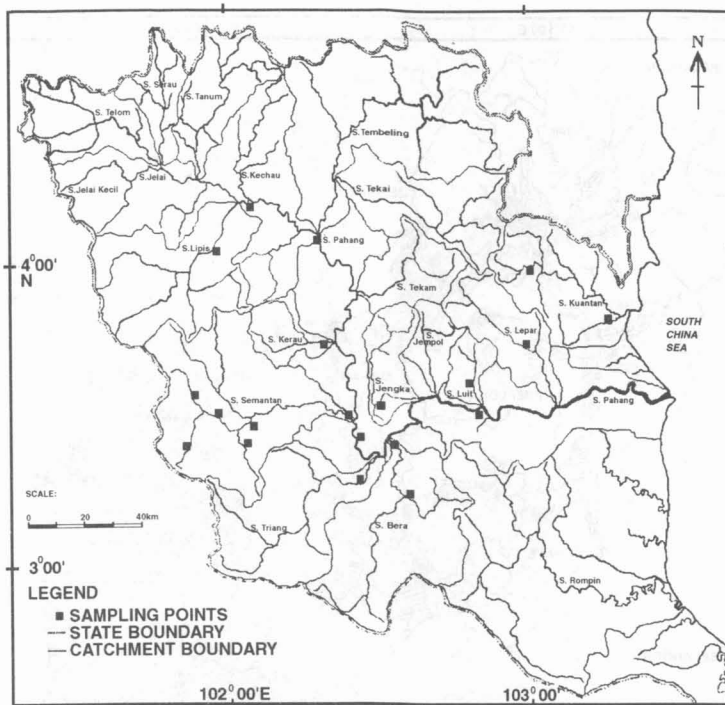 N
S. Serau
S. Tanum
S. Telom
S. Tembeling
S.Jelai
S.Kechau
S.Jelai Kecil
S. Tekai
S.Lipis
S. Pahang
4°00'
N
S. Tekam
S. Kuantan
S. Lepar
SOUTH
CHINA
SEA
S. Kerau
S. Jempol
S. Jengka
S. Luit
S. Semantan
S. Pahang
SCALE:
0 20 40km
S. Triang
S. Bera
S. Rompin
3°00'
LEGEND
SAMPLING POINTS
STATE BOUNDARY
CATCHMENT BOUNDARY
102°00'E
103°00'